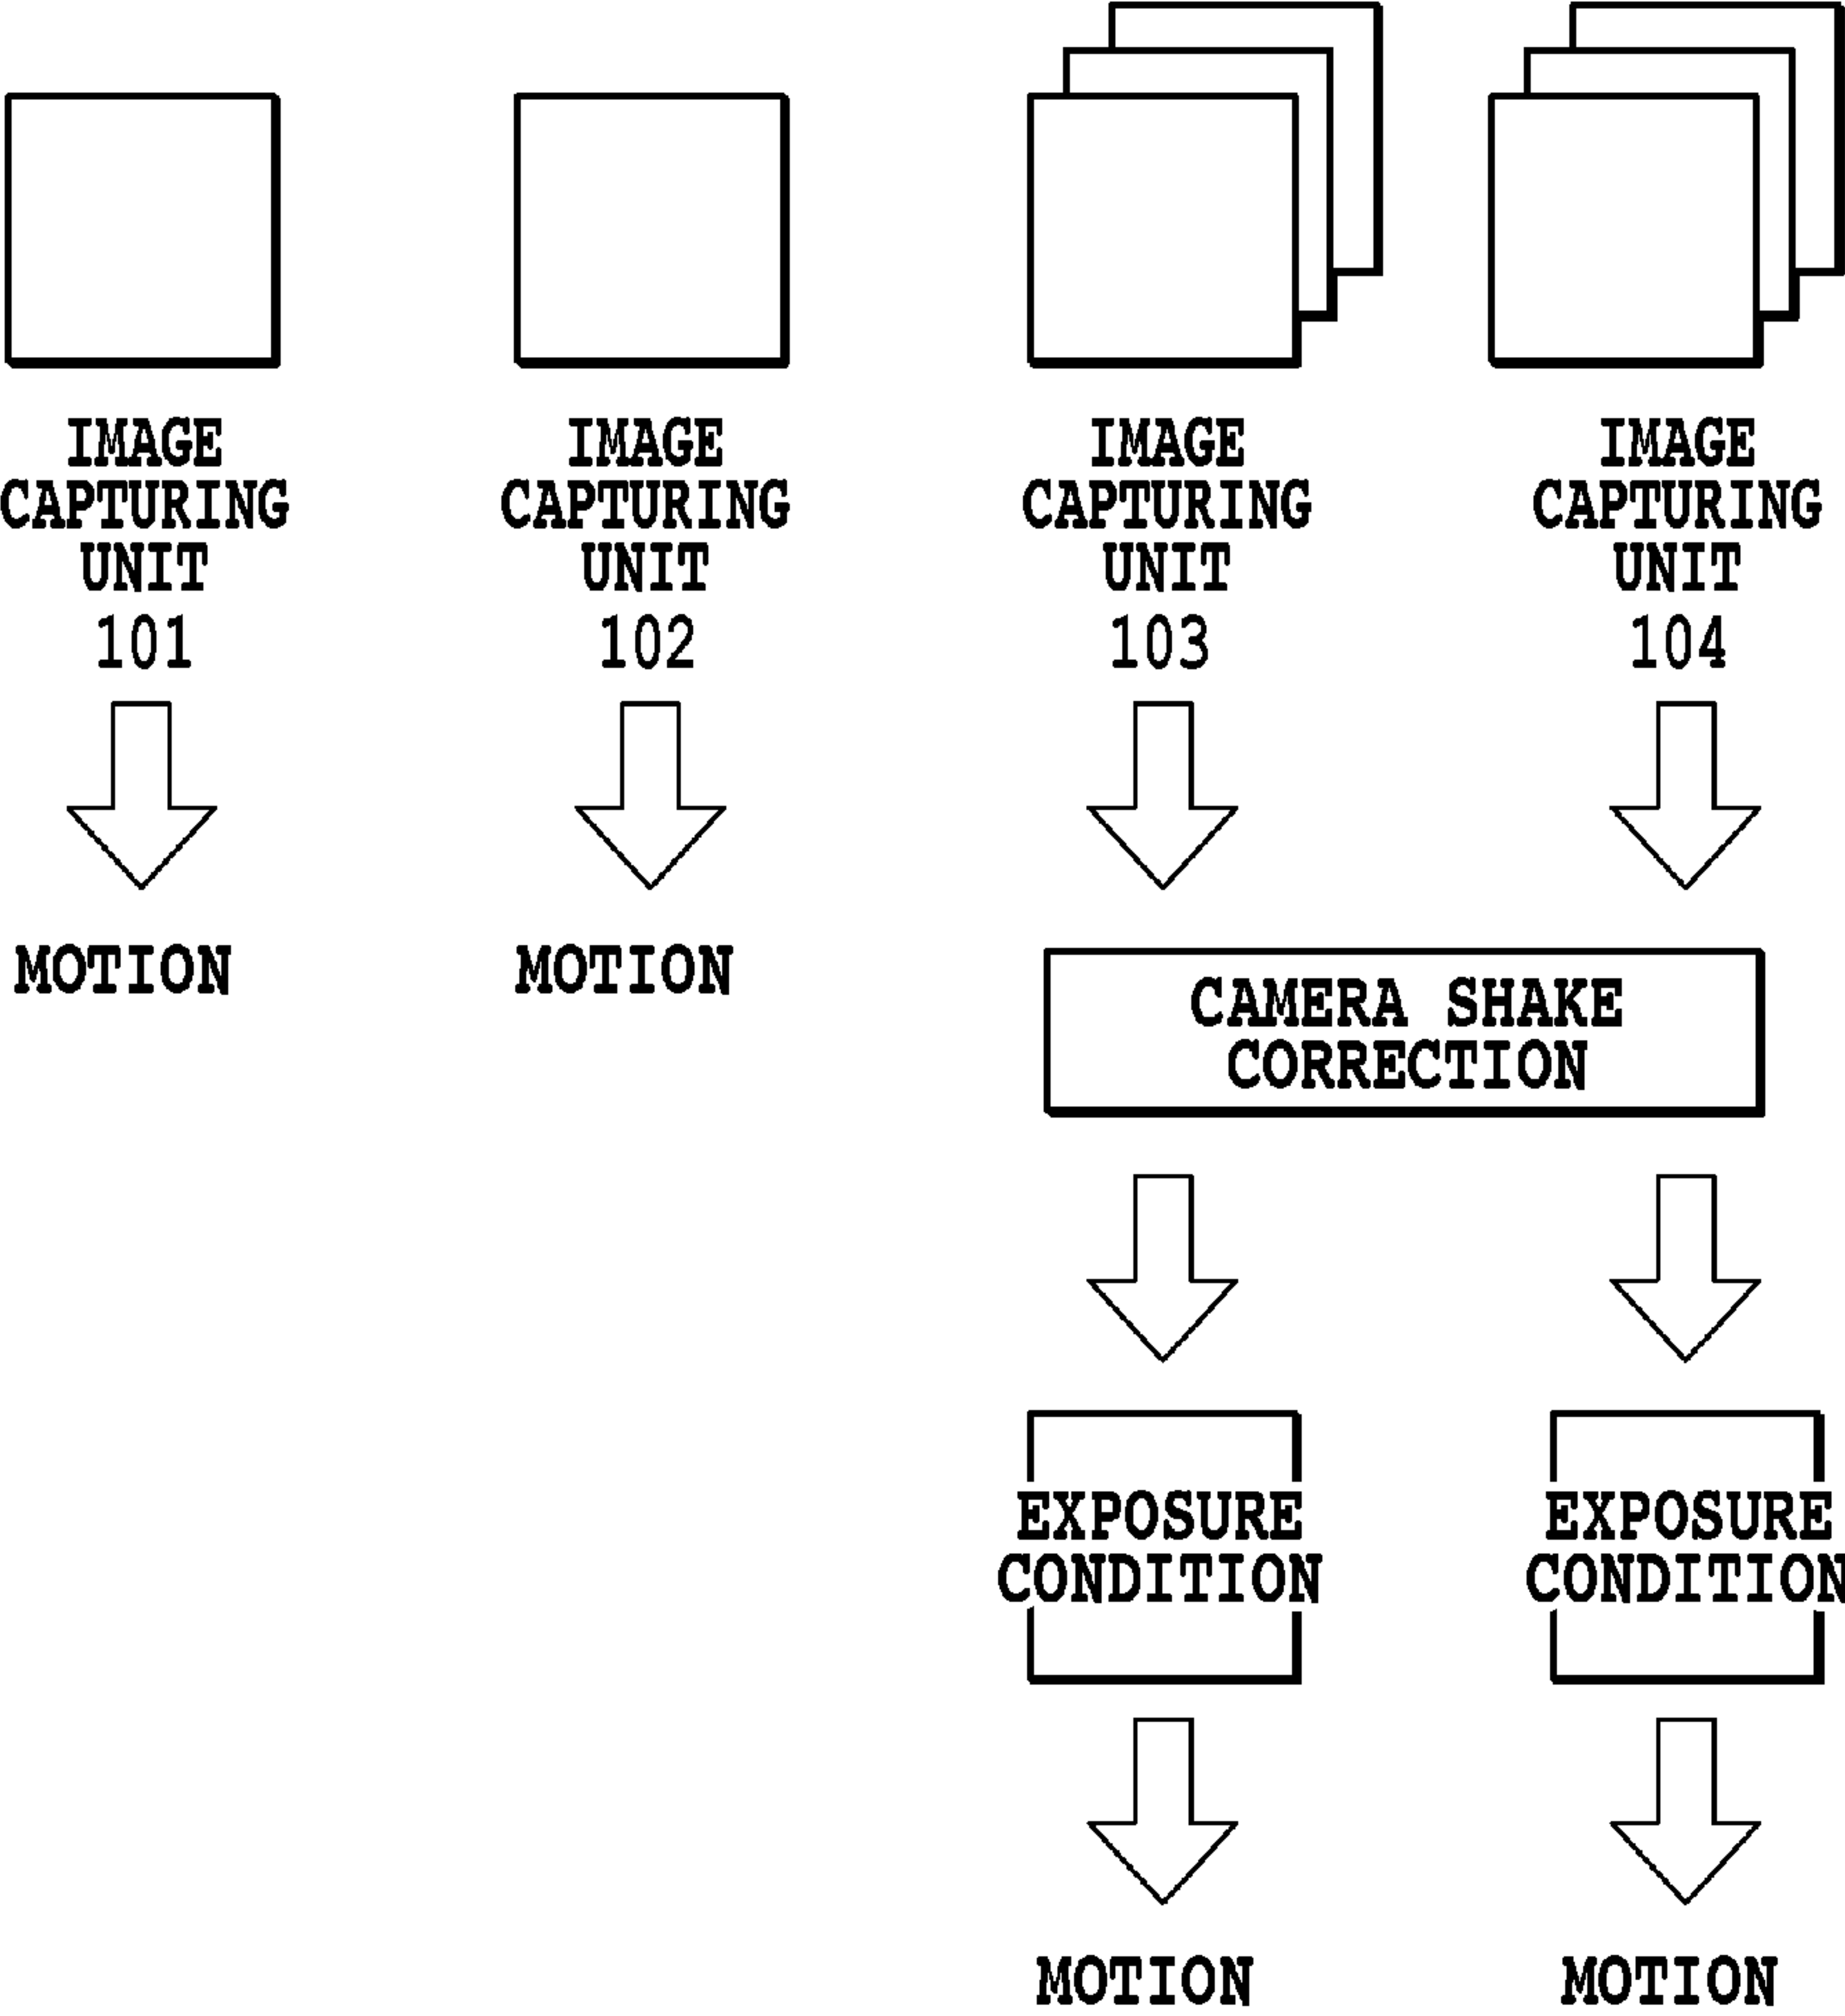 IMAGE
CAPTURING
UNIT
101
IMAGE
CAPTURING
UNIT
102
IMAGE
CAPTURING
UNIT
103
IMAGE
CAPTURING
UNIT
104
MOTION
MOTION
CAMERA SHAKE
CORRECTION
EXPOSURE
CONDITION
EXPOSURE
CONDITION
MOTION
MOTION